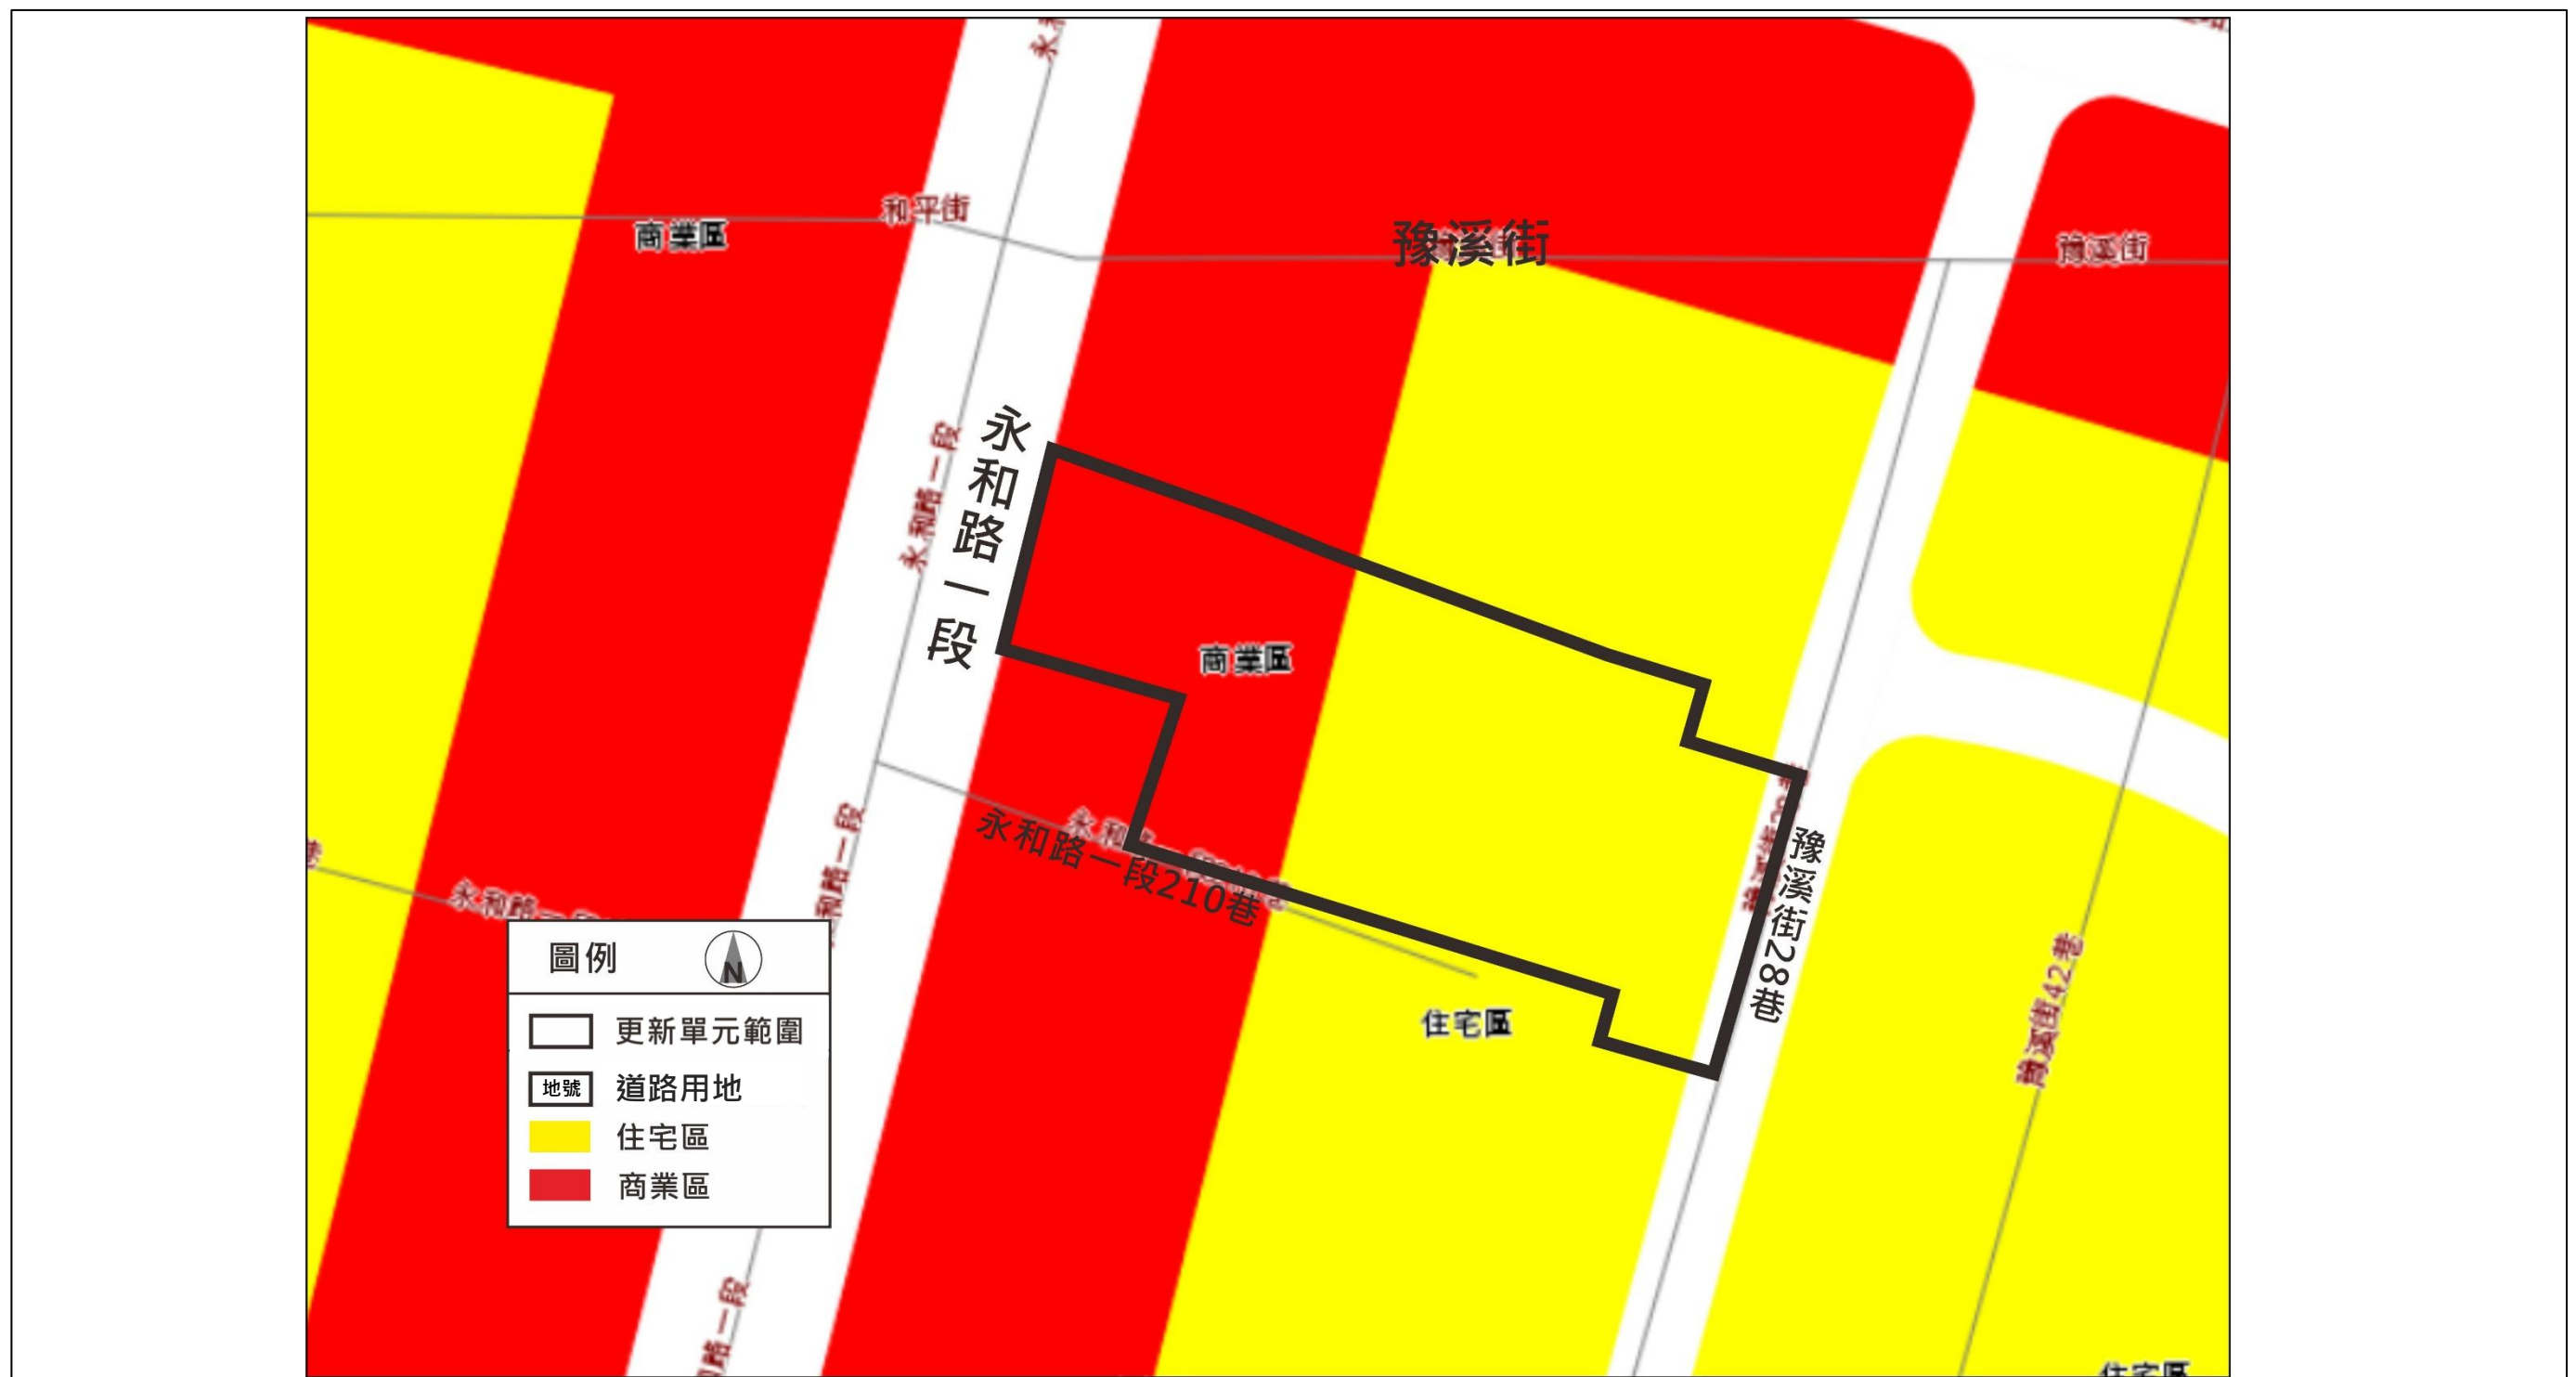 和平街
商業區
豫溪街
豫溪街
永和路一段
永和路一段
商業區
永和路一段210巷
豫溪街28巷
豫溪街42巷
住宅區
圖例
N
更新單元範圍
地號 道路用地
住宅區
商業區
住宅區